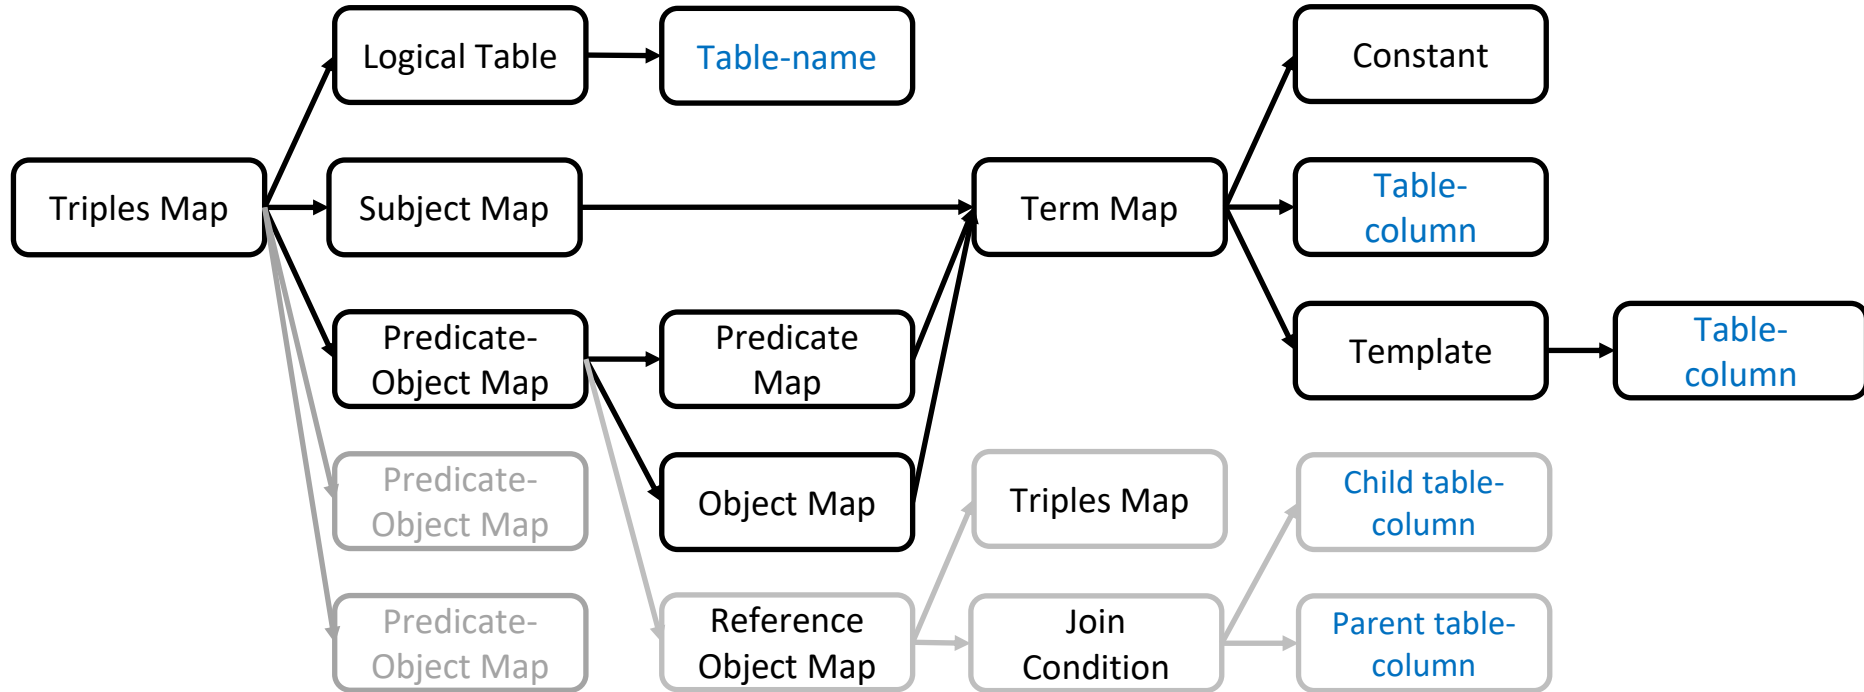 Logical Table
Table-name
Constant
Triples Map
Subject Map
Term Map
Table-
column
Predicate-
Object Map
Predicate
Map
Template
Table-
column
Predicate-
Object Map
Object Map
Triples Map
Child table-
column
Predicate-
Object Map
Reference
Object Map
Join
Condition
Parent table-
column